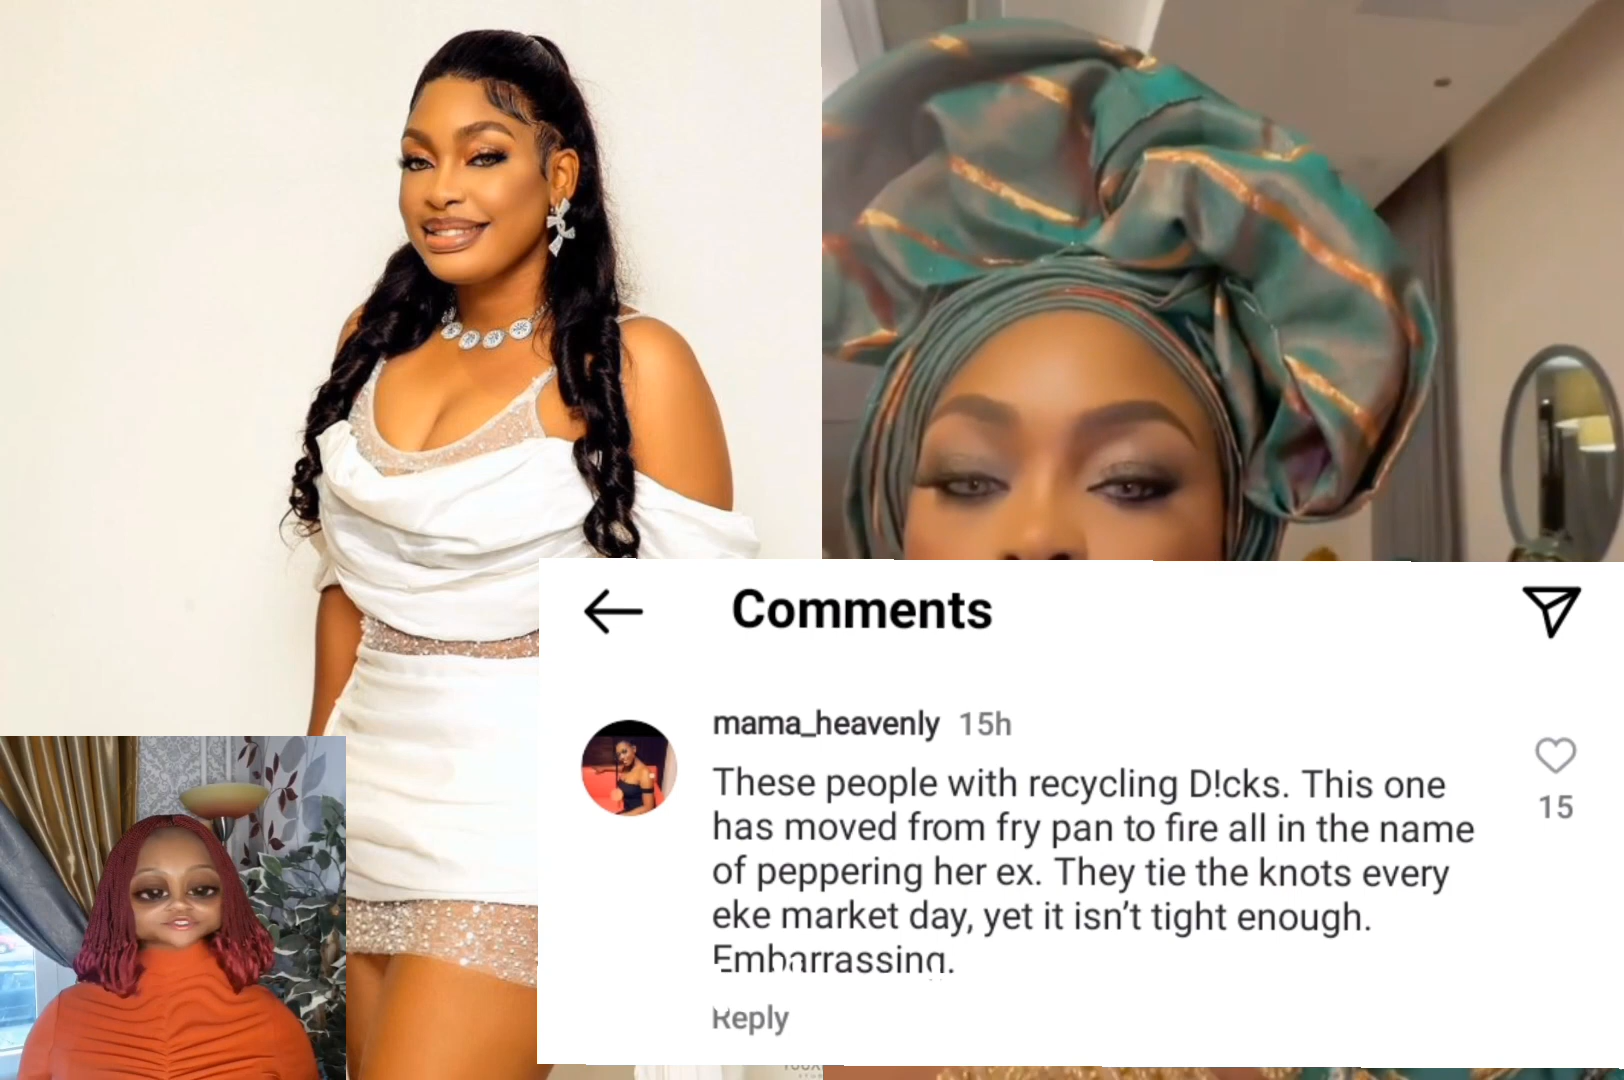 Comments
mama_heavenly 15h
These people with recycling D!cks. This one
has moved from fry pan to fire all in the name
of peppering her ex. They tie the knots every
eke market day, yet it isn't tight enough.
Embarrassing.
15
Reply